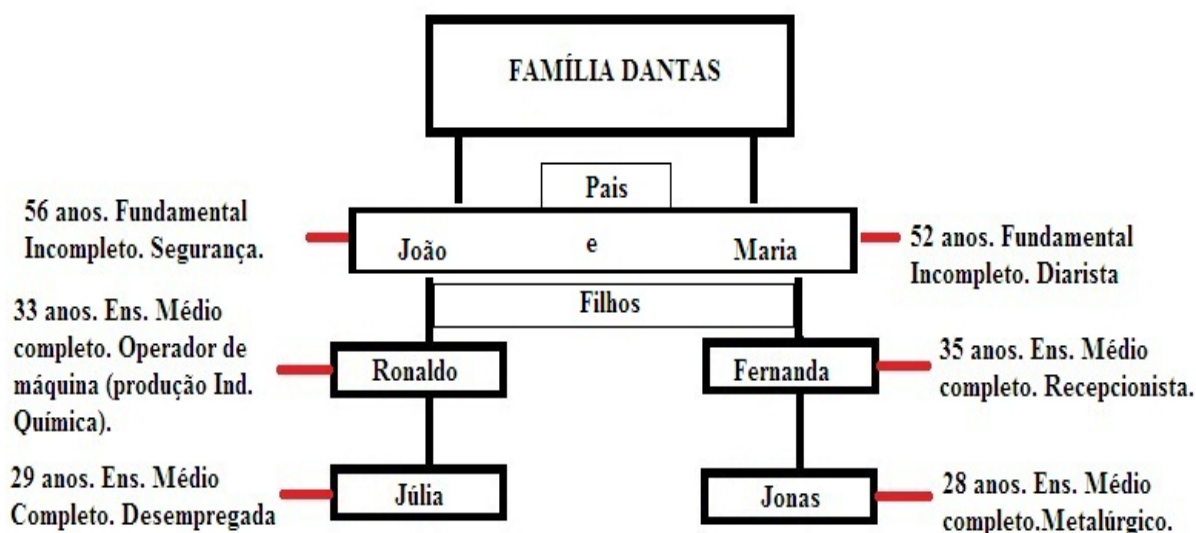 FAMÍLIA DANTAS
Pais
56 anos. Fundamental
Incompleto. Segurança.
João e Maria
52 anos. Fundamental
Incompleto. Diarista
Filhos
33 anos. Ens. Médio
completo. Operador de
máquina (produção Ind.
Química).
Ronaldo
Fernanda
35 anos. Ens. Médio
completo. Recepcionista.
29 anos. Ens. Médio
Completo. Desempregada
Júlia
Jonas
28 anos. Ens. Médio
completo.Metalúrgico.